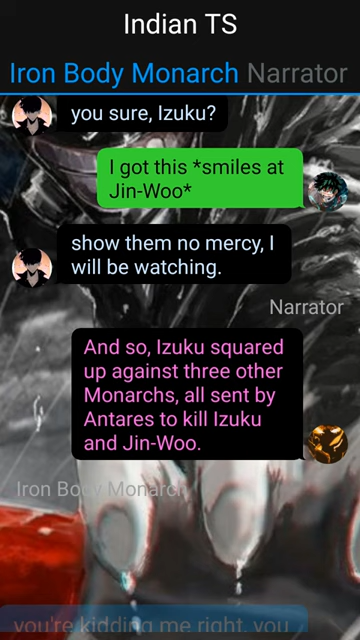 Indian TS
Iron Body Monarch Narrator
you sure, Izuku?
I got this *smiles at
Jin-Woo*
show them no mercy, I
will be watching.
Narrator
And so, Izuku squared
up against three other
Monarchs, all sent by
Antares to kill Izuku
and Jin-Woo.
Iron Body Monarch
you're kidding me right, you